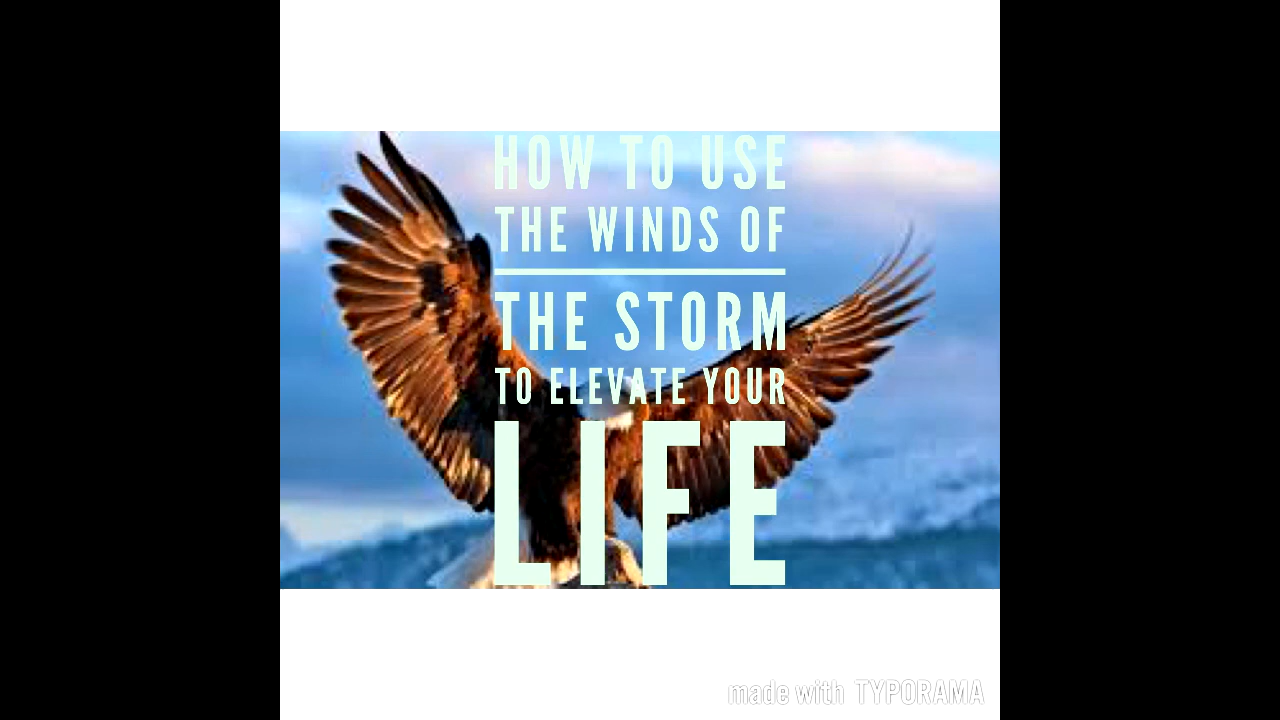 HOW TO USE
THE WINDS OF
THE STORM
TO ELEVATE YOUR
LIFE
made with TYPORAMA